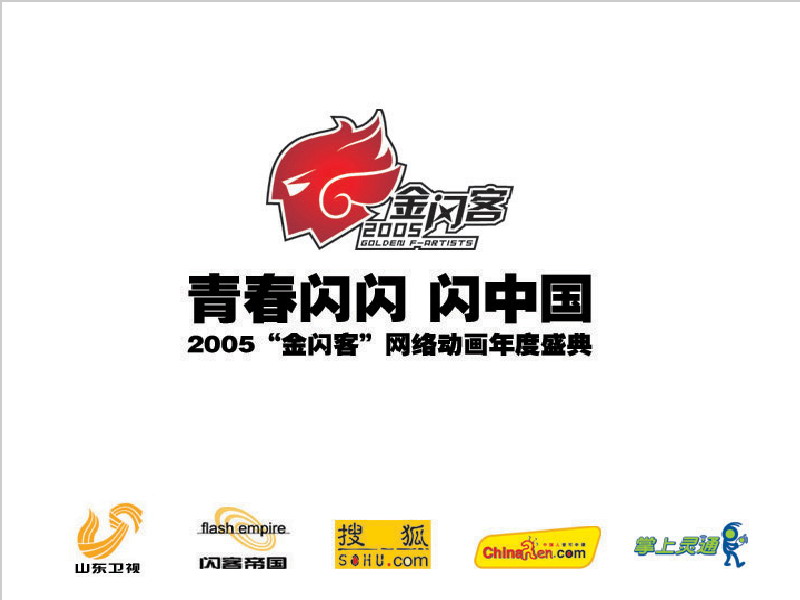 金闪客
2005
GOLDEN F-ARTISTS
青春闪闪 闪中国
2005“金闪客”网络动画年度盛典
山东卫视
flash empire
闪客帝国
搜狐
SOHU.com
ChinaRen.com
掌上灵通